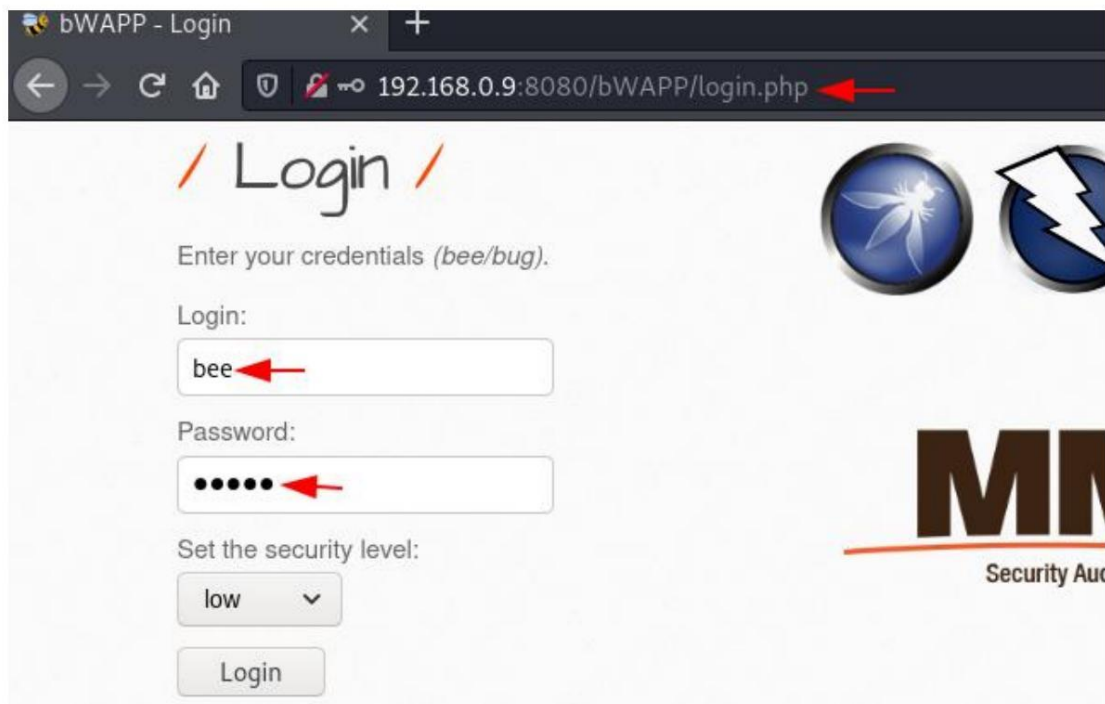 bWAPP - Login
192.168.0.9:8080/bWAPP/login.php
/ Login /
Enter your credentials (bee/bug).
Login:
bee
Password:
●●●●●
Set the security level:
low
Login
Security